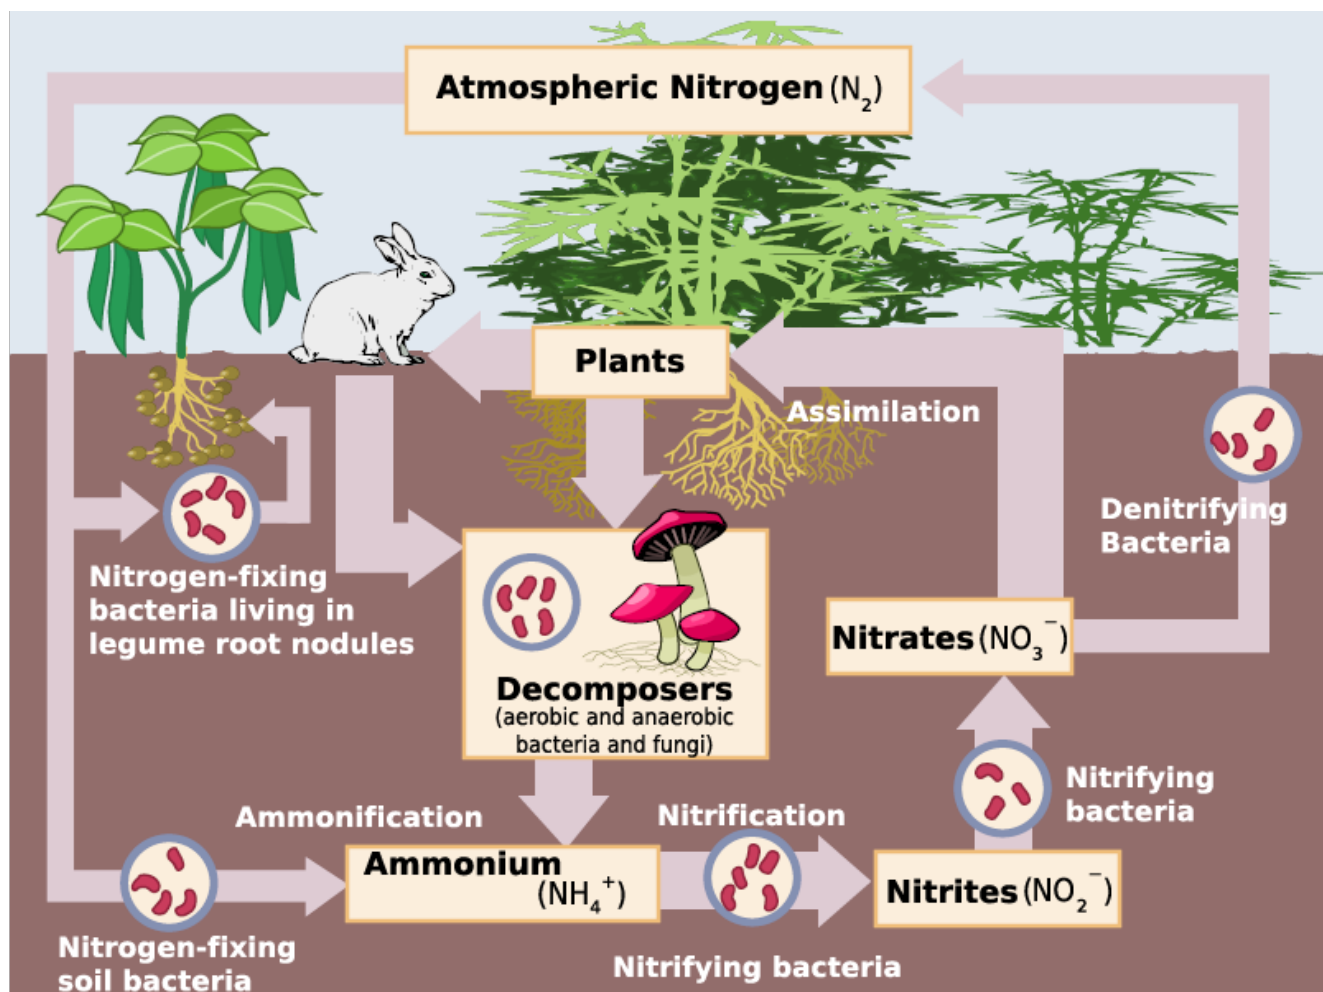 Atmospheric Nitrogen (N₂)
Plants
Assimilation
Denitrifying
Bacteria
Nitrogen-fixing
bacteria living in
legume root nodules
Nitrates (NO₃⁻)
Decomposers
(aerobic and anaerobic
bacteria and fungi)
Nitrifying
bacteria
Ammonification
Nitrification
Ammonium
(NH₄⁺)
Nitrites (NO₂⁻)
Nitrogen-fixing
soil bacteria
Nitrifying bacteria